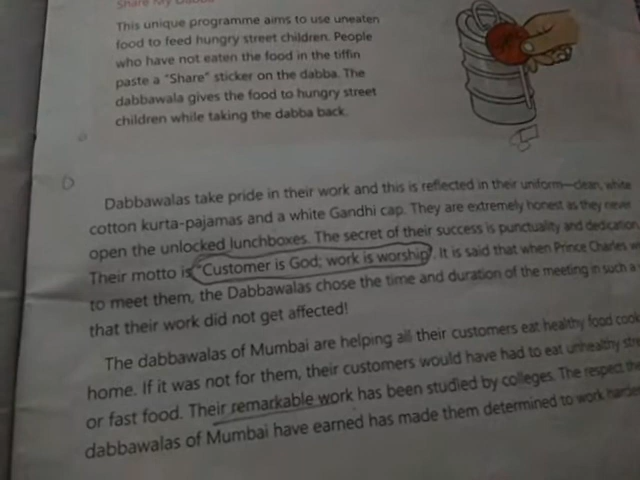 Share My Dabba
This unique programme aims to use uneaten
food to feed hungry street children. People
who have not eaten the food in the tiffin
paste a "Share" sticker on the dabba. The
dabbawala gives the food to hungry street
children while taking the dabba back.
Dabbawalas take pride in their work and this is reflected in their uniform—clean, white
cotton kurta-pajamas and a white Gandhi cap. They are extremely honest as they never
open the unlocked lunchboxes. The secret of their success is punctuality and dedication.
Their motto is "Customer is God; work is worship". It is said that when Prince Charles
to meet them, the Dabbawalas chose the time and duration of the meeting in such a
that their work did not get affected!
The dabbawalas of Mumbai are helping all their customers eat healthy food
home. If it was not for them, their customers would have had to eat unhealthy
or fast food. Their remarkable work has been studied by colleges. The respect
dabbawalas of Mumbai have earned has made them determined to work